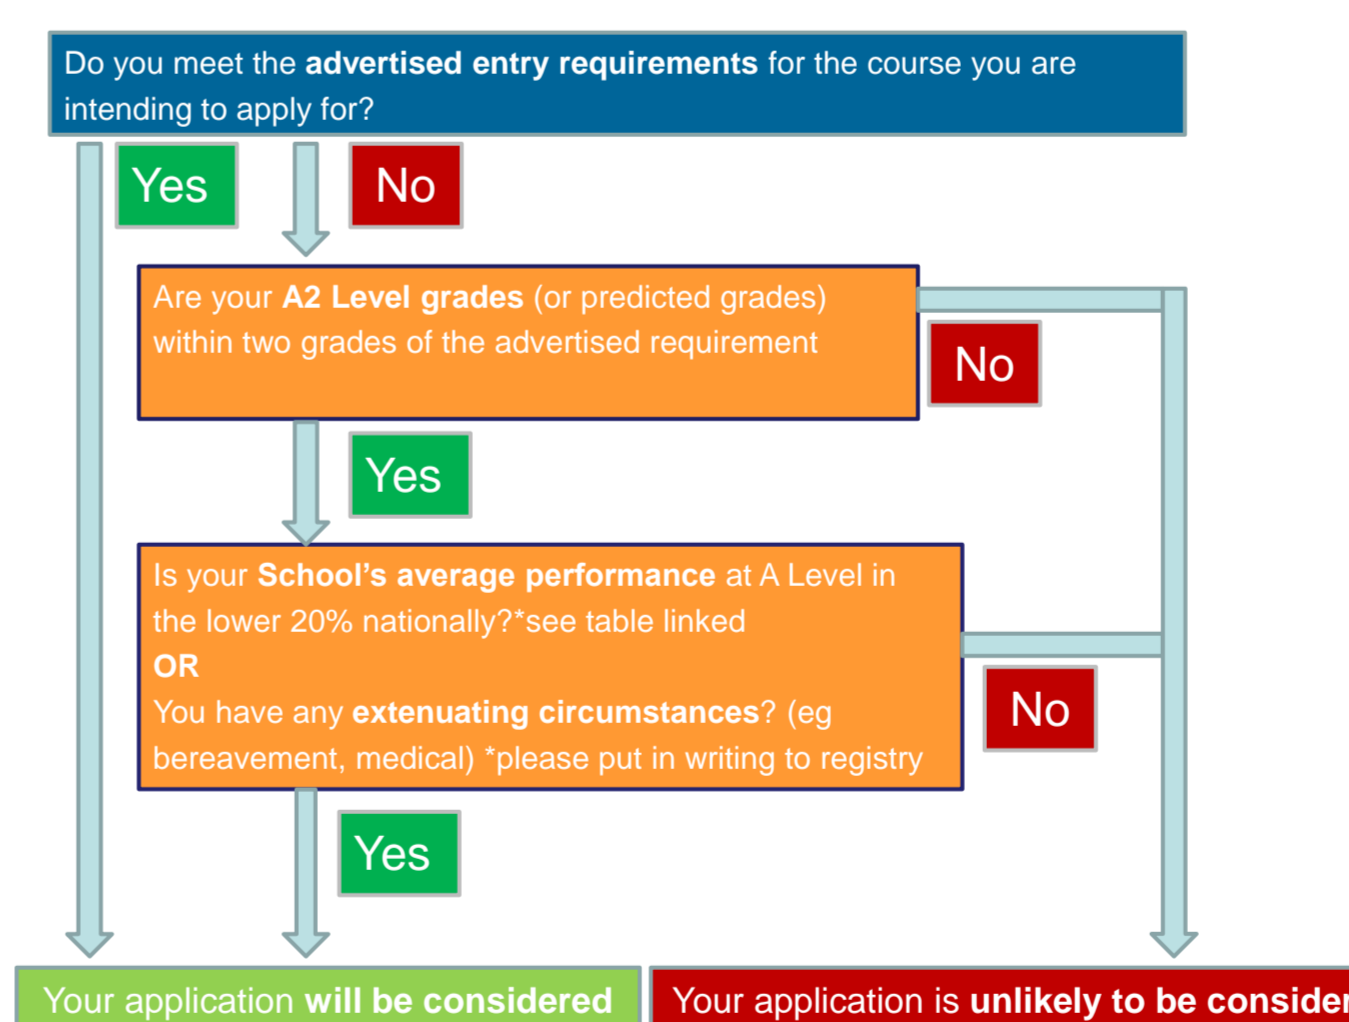 Do you meet the advertised entry requirements for the course you are
intending to apply for?
Yes
No
Are your A2 Level grades (or predicted grades)
within two grades of the advertised requirement
No
Yes
Is your School’s average performance at A Level in
the lower 20% nationally?*see table linked
OR
You have any extenuating circumstances? (eg
bereavement, medical) *please put in writing to registry
No
Yes
Your application will be considered
Your application is unlikely to be